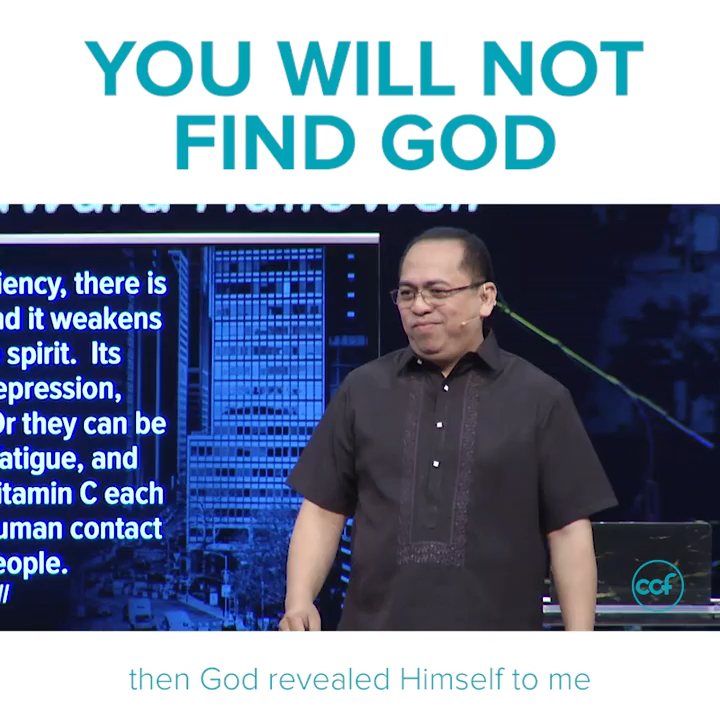 YOU WILL NOT
FIND GOD
iency, there is
nd it weakens
spirit. Its
epression,
Or they can be
atigue, and
itamin C each
uman contact
eople.
ll
ccf
then God revealed Himself to me